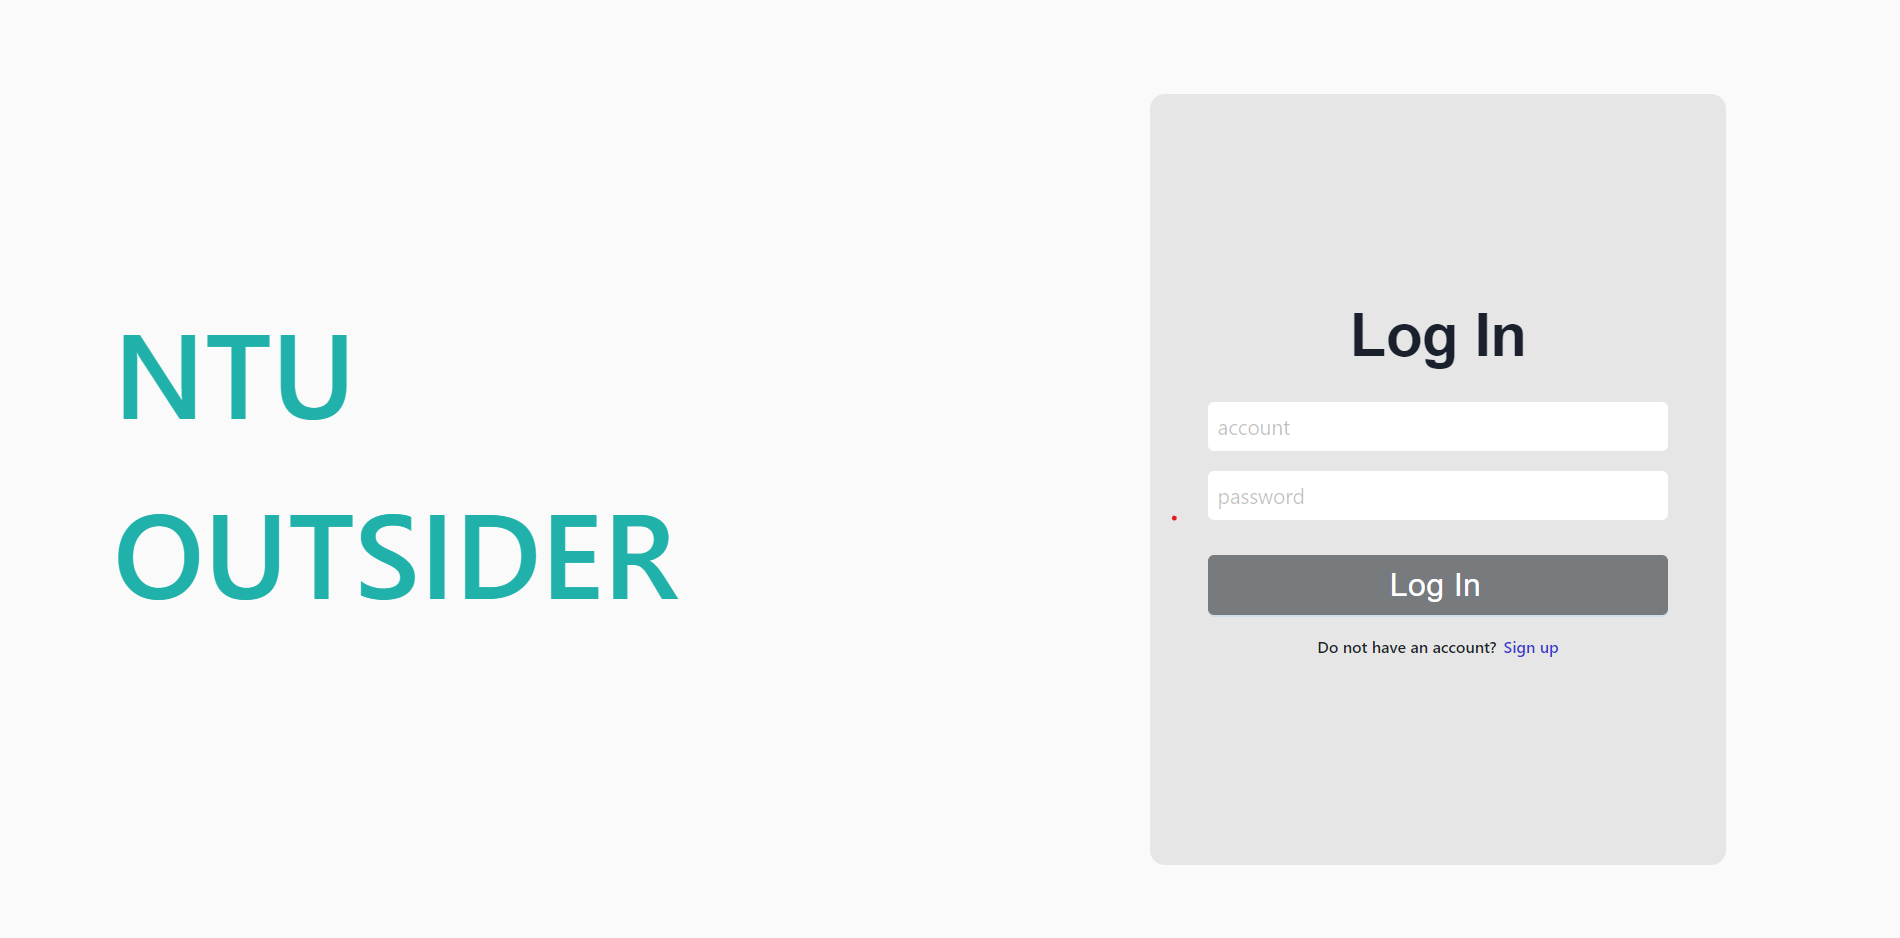 NTU
OUTSIDER
Log In
account
password
Log In
Do not have an account? Sign up